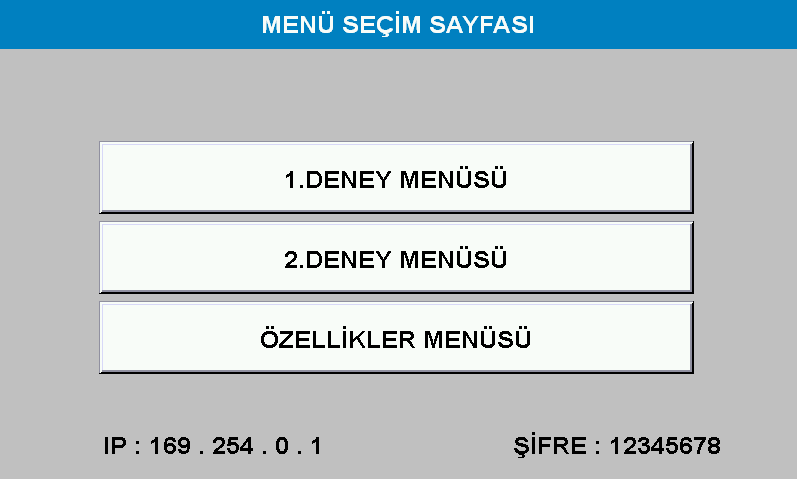 MENÜ SEÇİM SAYFASI
1.DENEY MENÜSÜ
2.DENEY MENÜSÜ
ÖZELLİKLER MENÜSÜ
IP : 169 . 254 . 0 . 1 ŞİFRE : 12345678